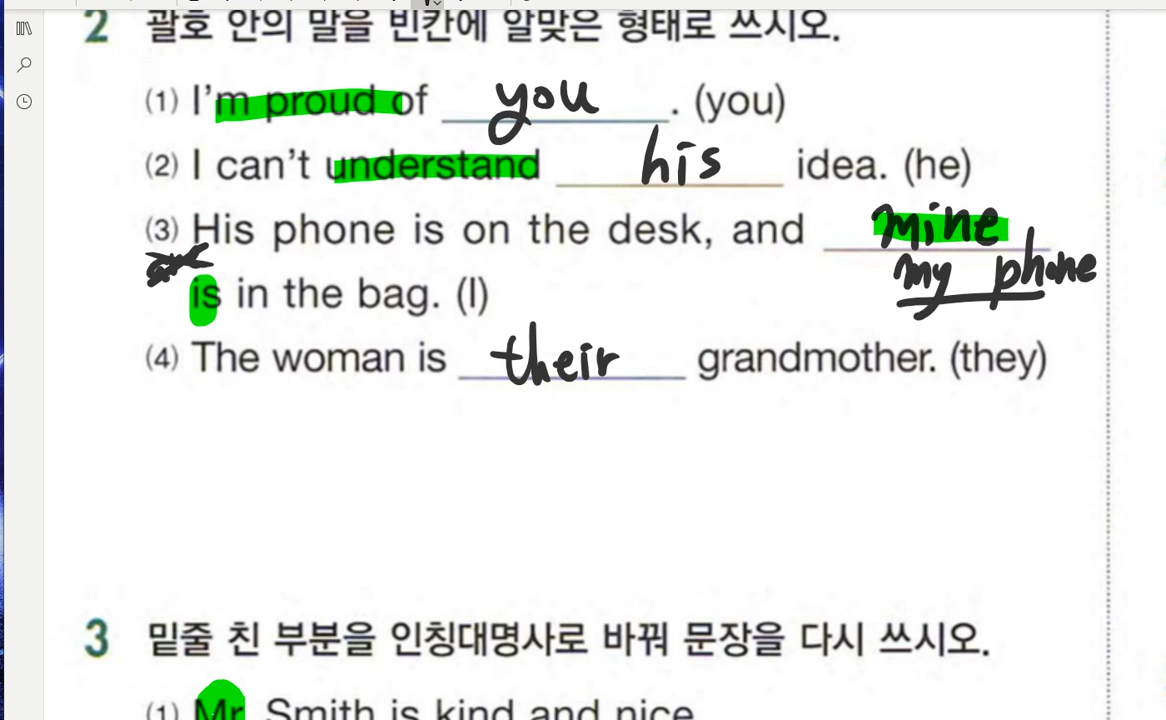 2 괄호 안의 말을 빈칸에 알맞은 형태로 쓰시오.
(1) I'm proud of you. (you)
(2) I can't understand his idea. (he)
(3) His phone is on the desk, and mine
my phone
is in the bag. (I)
(4) The woman is their grandmother. (they)
3 밑줄 친 부분을 인칭대명사로 바꿔 문장을 다시 쓰시오.
(1) Mr. Smith is kind and nice.